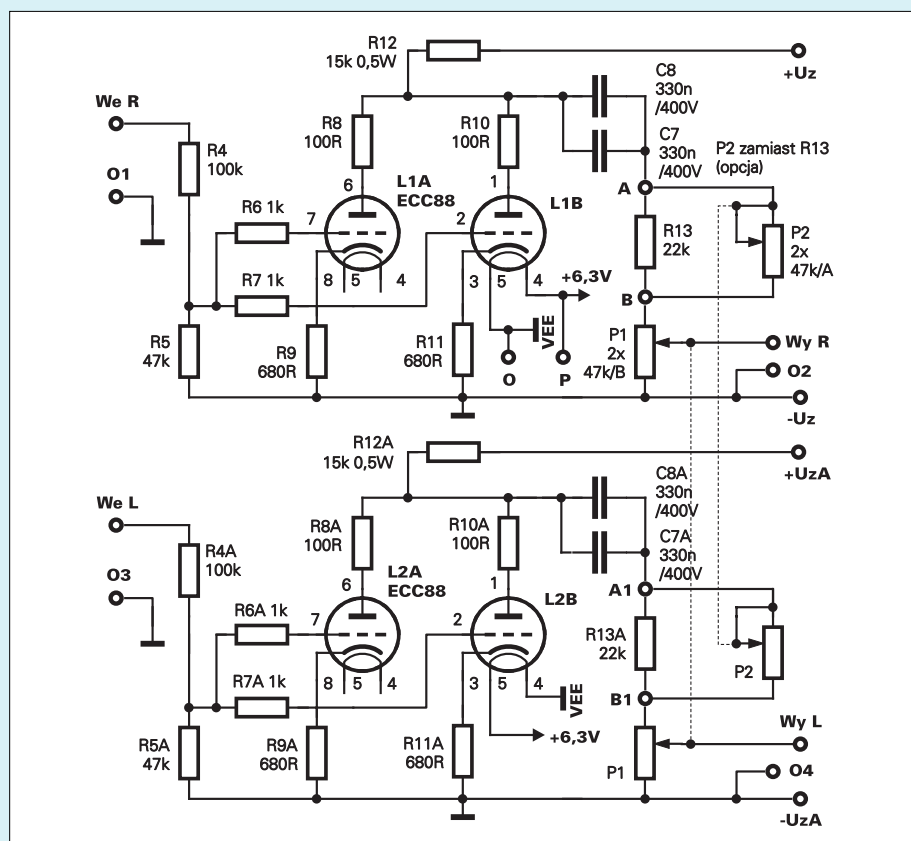 R12
15k 0,5W
+Uz
We R
R4
100k
O1
R8
100R
R10
100R
C8
330n
/400V
C7
330n
/400V
P2 zamiast R13
(opcja)
6
L1A
ECC88
1
L1B
A
R6 1k
7
2
R13
22k
P2
2x
47k/A
R7 1k
8
5
4
3
5
4
+6,3V
B
R5
47k
R9
680R
R11
680R
VEE
O
P
P1
2x
47k/B
Wy R
O2
-Uz
R12A
15k 0,5W
+UzA
We L
R4A
100k
O3
R8A
100R
R10A
100R
C8A
330n
/400V
C7A
330n
/400V
6
L2A
ECC88
1
L2B
A1
R6A 1k
7
2
R13A
22k
P2
R7A 1k
8
5
4
3
5
4
VEE
B1
+6,3V
R5A
47k
R9A
680R
R11A
680R
P1
Wy L
O4
-UzA